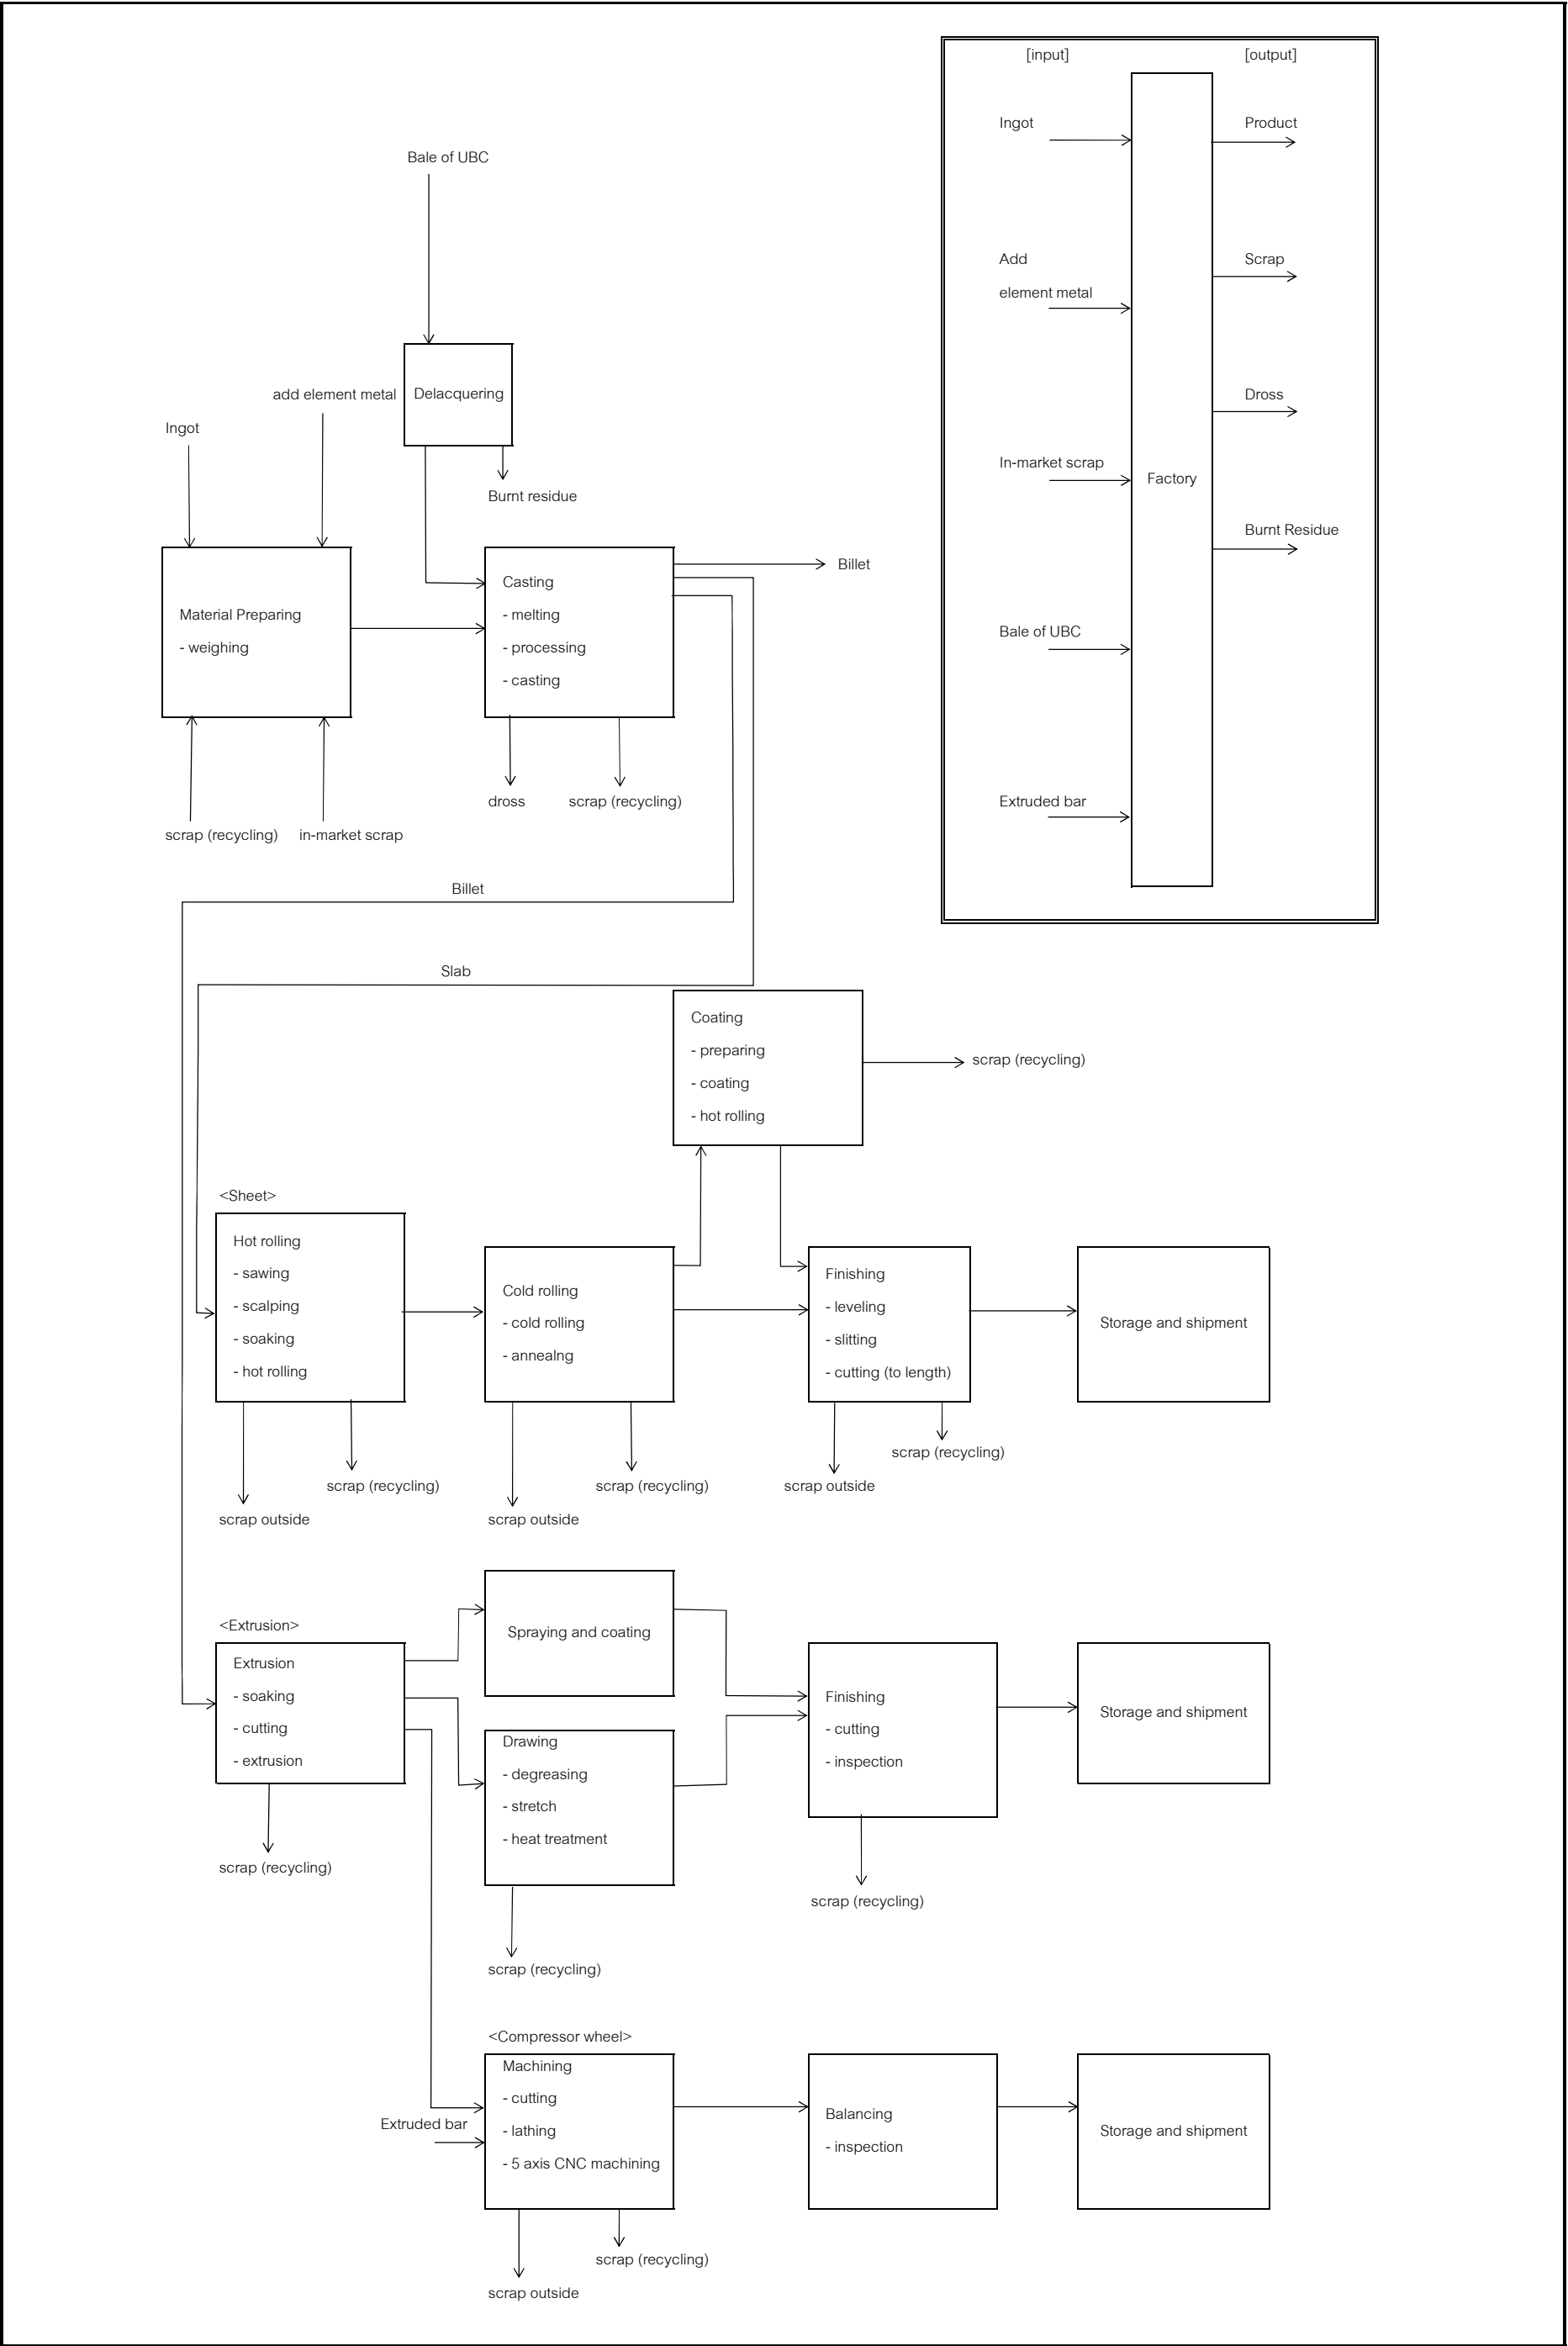 [input]
[output]
Ingot
Product
Add
element metal
Scrap
Dross
In-market scrap
Factory
Burnt Residue
Bale of UBC
Extruded bar
Bale of UBC
Delacquering
add element metal
Ingot
Burnt residue
Material Preparing
- weighing
Casting
- melting
- processing
- casting
Billet
dross
scrap (recycling)
scrap (recycling)
in-market scrap
Billet
Slab
Coating
- preparing
- coating
- hot rolling
scrap (recycling)
<Sheet>
Hot rolling
- sawing
- scalping
- soaking
- hot rolling
Cold rolling
- cold rolling
- annealng
Finishing
- leveling
- slitting
- cutting (to length)
Storage and shipment
scrap (recycling)
scrap outside
scrap (recycling)
scrap outside
scrap (recycling)
scrap outside
<Extrusion>
Extrusion
- soaking
- cutting
- extrusion
scrap (recycling)
Spraying and coating
Drawing
- degreasing
- stretch
- heat treatment
scrap (recycling)
Finishing
- cutting
- inspection
scrap (recycling)
Storage and shipment
<Compressor wheel>
Machining
- cutting
- lathing
- 5 axis CNC machining
Extruded bar
Balancing
- inspection
Storage and shipment
scrap (recycling)
scrap outside